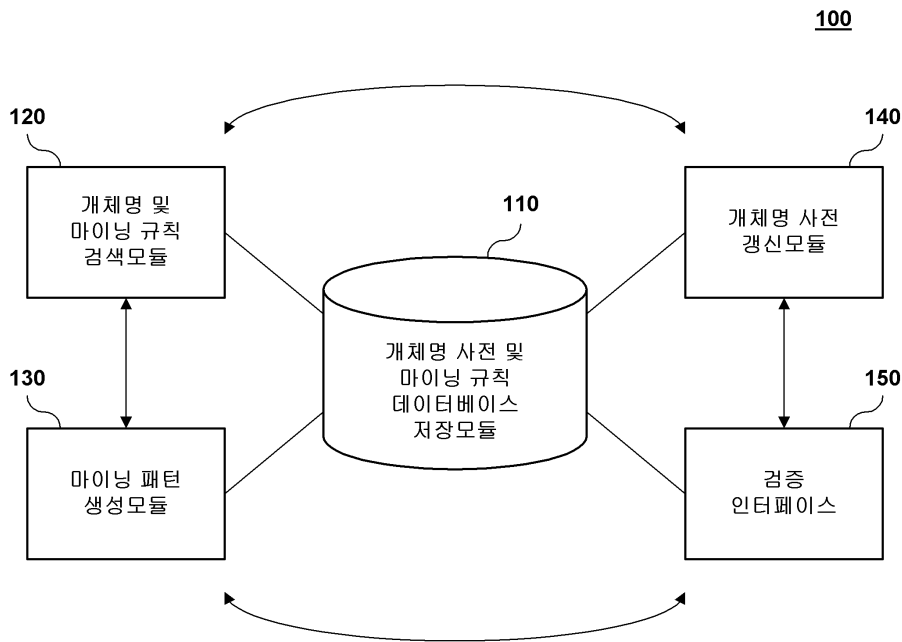 100
120
개체명 및
마이닝 규칙
검색모듈
140
개체명 사전
갱신모듈
110
개체명 사전 및
마이닝 규칙
데이터베이스
저장모듈
130
마이닝 패턴
생성모듈
150
검증
인터페이스